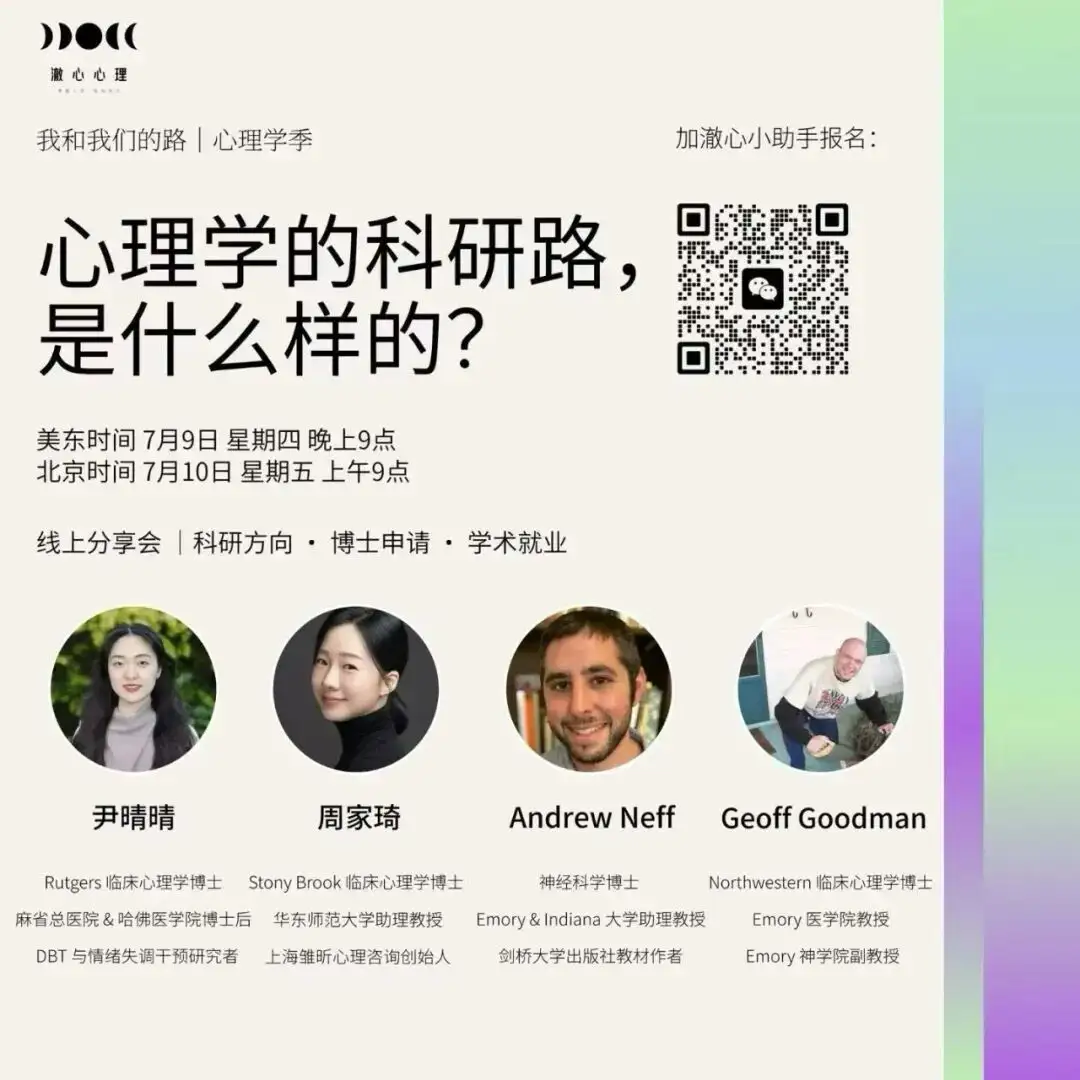 澈心心理
我和我们的路｜心理学季
加澈心小助手报名：
心理学的科研路，
是什么样的？
美东时间 7月9日 星期四 晚上9点
北京时间 7月10日 星期五 上午9点
线上分享会 ｜科研方向 · 博士申请 · 学术就业
尹晴晴
Rutgers 临床心理学博士
麻省总医院 & 哈佛医学院博士后
DBT 与情绪失调干预研究者
周家琦
Stony Brook 临床心理学博士
华东师范大学助理教授
上海雏昕心理咨询创始人
Andrew Neff
神经科学博士
Emory & Indiana 大学助理教授
剑桥大学出版社教材作者
Geoff Goodman
Northwestern 临床心理学博士
Emory 医学院教授
Emory 神学院副教授